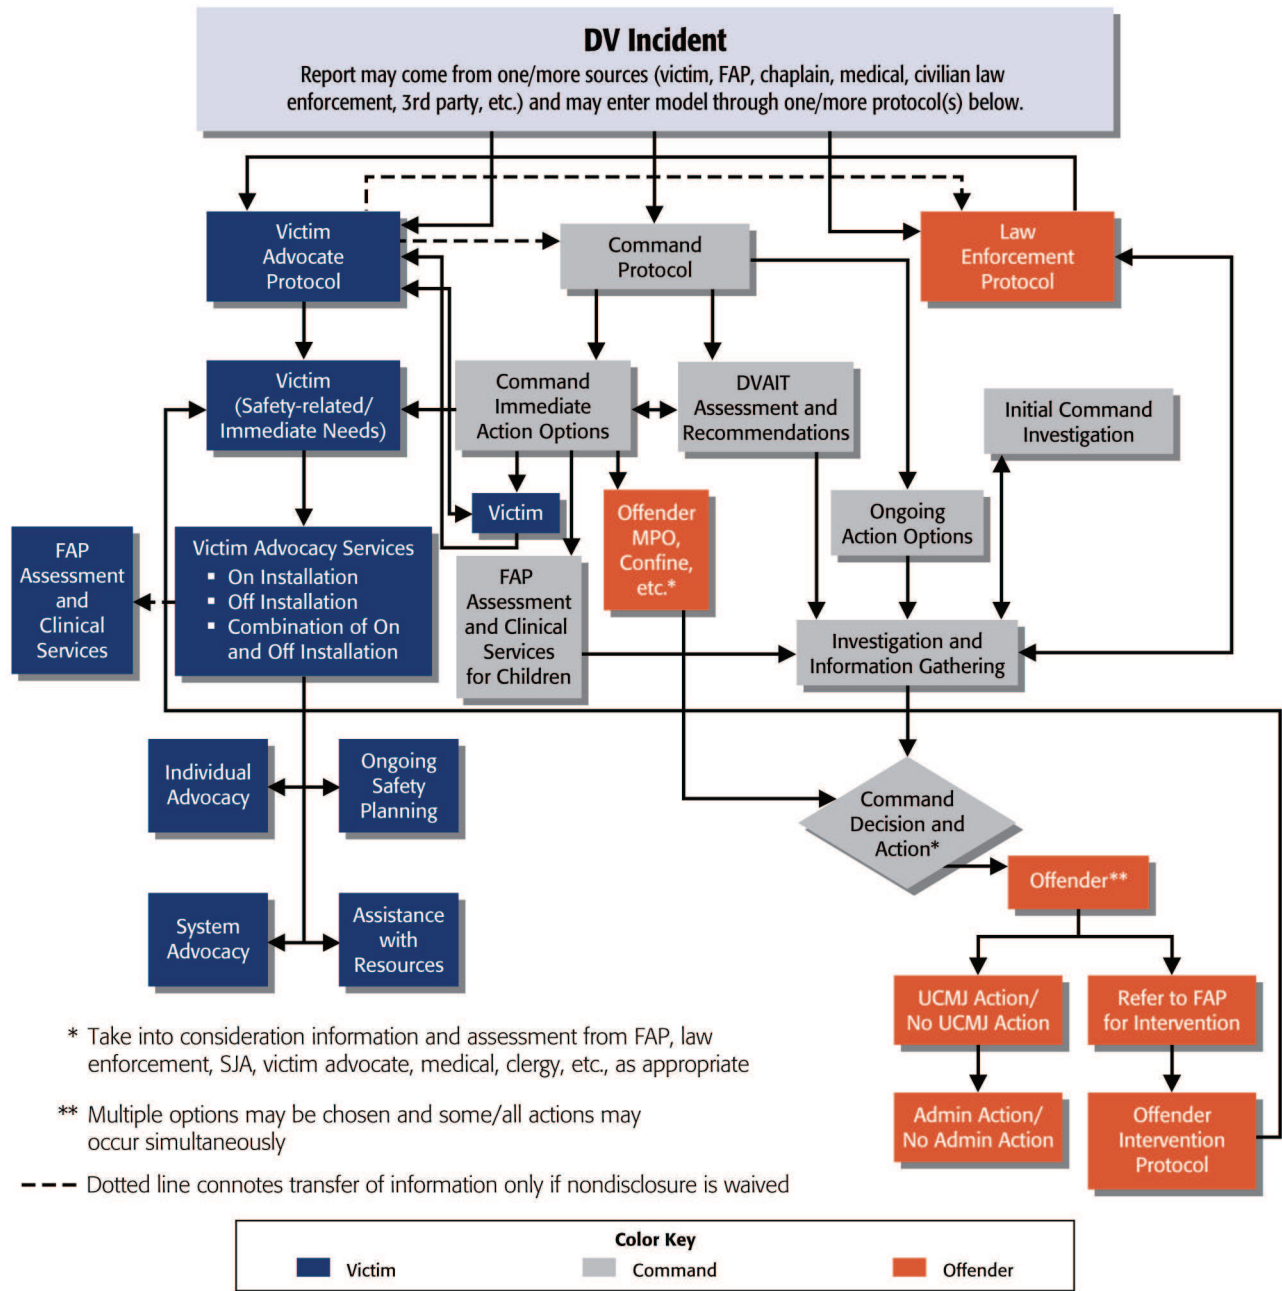 DV Incident
Report may come from one/more sources (victim, FAP, chaplain, medical, civilian law
enforcement, 3rd party, etc.) and may enter model through one/more protocol(s) below.
Victim
Advocate
Protocol
Command
Protocol
Law
Enforcement
Protocol
Victim
(Safety-related/
Immediate Needs)
Command
Immediate
Action Options
DVAIT
Assessment and
Recommendations
Initial Command
Investigation
Victim
Offender
MPO,
Confine,
etc.*
Ongoing
Action Options
FAP
Assessment
and
Clinical
Services
Victim Advocacy Services
▪ On Installation
▪ Off Installation
▪ Combination of On
and Off Installation
FAP
Assessment
and Clinical
Services
for Children
Investigation and
Information Gathering
Individual
Advocacy
Ongoing
Safety
Planning
Command
Decision and
Action*
Offender**
System
Advocacy
Assistance
with
Resources
UCMJ Action/
No UCMJ Action
Refer to FAP
for Intervention
Admin Action/
No Admin Action
Offender
Intervention
Protocol
* Take into consideration information and assessment from FAP, law
enforcement, SJA, victim advocate, medical, clergy, etc., as appropriate
** Multiple options may be chosen and some/all actions may
occur simultaneously
Dotted line connotes transfer of information only if nondisclosure is waived
Color Key
Victim
Command
Offender